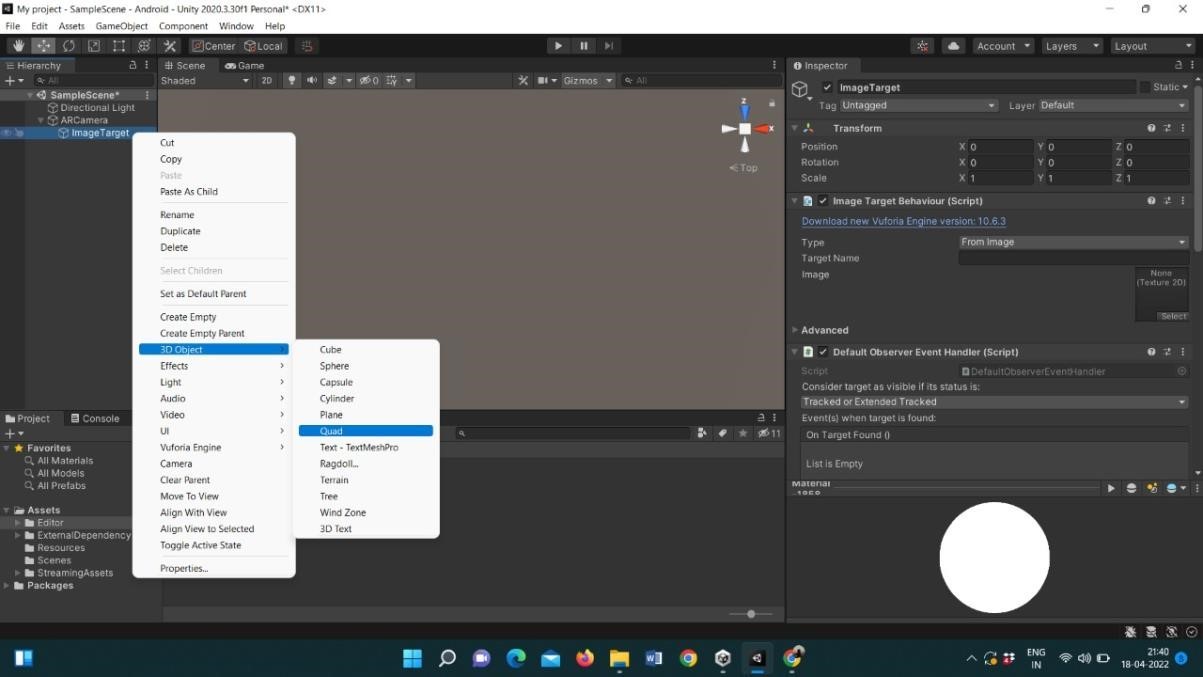 My project - SampleScene - Android - Unity 2020.3.30f1 Personal* <DX11>
File Edit Assets GameObject Component Window Help
Center Local
Account Layers Layout
Hierarchy
All
SampleScene*
Directional Light
ARCamera
ImageTarget
Scene Game
Shaded 2D 0 Gizmos All
z
x
Top
Cut
Copy
Paste
Paste As Child
Rename
Duplicate
Delete
Select Children
Set as Default Parent
Create Empty
Create Empty Parent
3D Object
Effects
Light
Audio
Video
UI
Vuforia Engine
Camera
Clear Parent
Move To View
Align With View
Align View to Selected
Toggle Active State
Properties...
Cube
Sphere
Capsule
Cylinder
Plane
Quad
Text - TextMeshPro
Ragdoll...
Terrain
Tree
Wind Zone
3D Text
Project Console
11
Favorites
All Materials
All Models
All Prefabs
Assets
Editor
ExternalDependency
Resources
Scenes
StreamingAssets
Packages
Inspector
ImageTarget Static
Tag Untagged Layer Default
Transform
Position X 0 Y 0 Z 0
Rotation X 0 Y 0 Z 0
Scale X 1 Y 1 Z 1
Image Target Behaviour (Script)
Download new Vuforia Engine version: 10.6.3
Type From Image
Target Name
Image None
(Texture 2D)
Select
Advanced
Default Observer Event Handler (Script)
Script DefaultObserverEventHandler
Consider target as visible if its status is:
Tracked or Extended Tracked
Event(s) when target is found:
On Target Found ()
List is Empty
Material
ENG
IN
21:40
18-04-2022